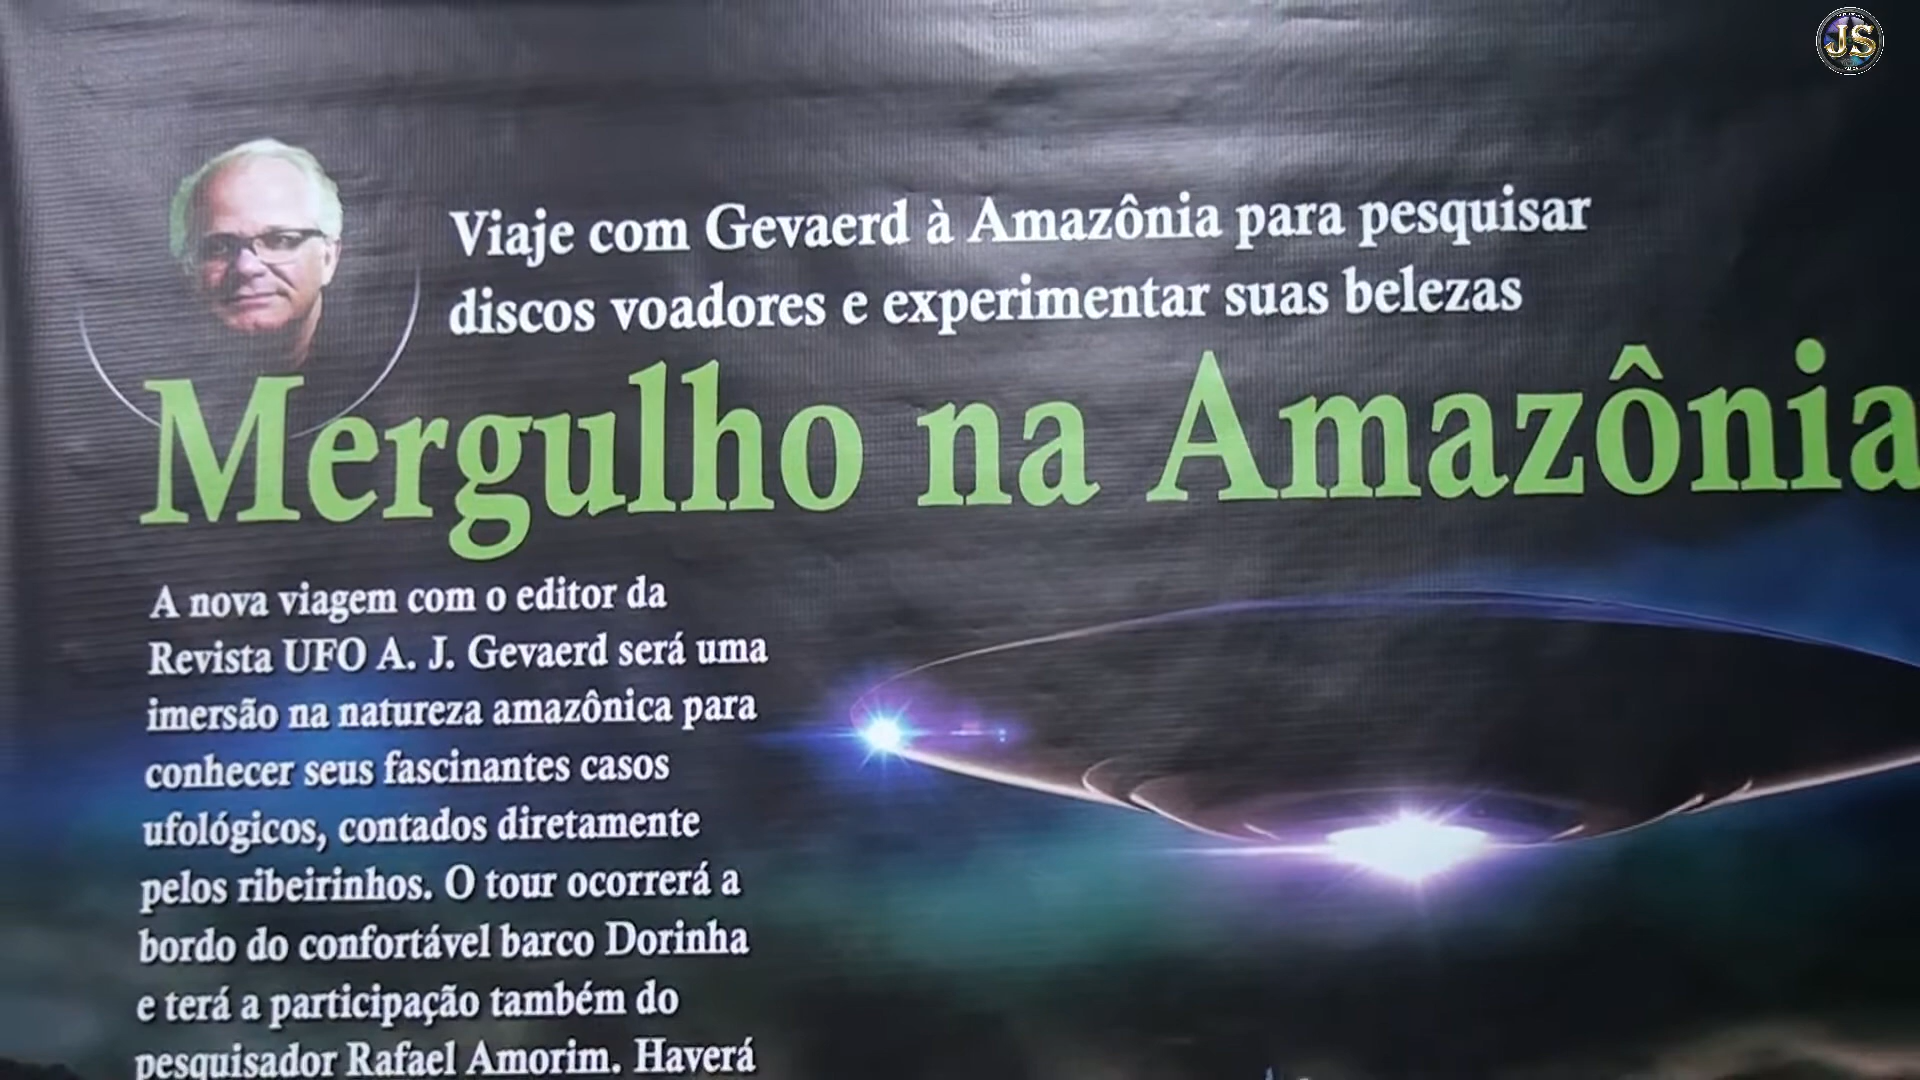 JS
Viaje com Gevaerd à Amazônia para pesquisar
discos voadores e experimentar suas belezas
Mergulho na Amazônia
A nova viagem com o editor da
Revista UFO A. J. Gevaerd será uma
imersão na natureza amazônica para
conhecer seus fascinantes casos
ufológicos, contados diretamente
pelos ribeirinhos. O tour ocorrerá a
bordo do confortável barco Dorinha
e terá a participação também do
pesquisador Rafael Amorim. Haverá